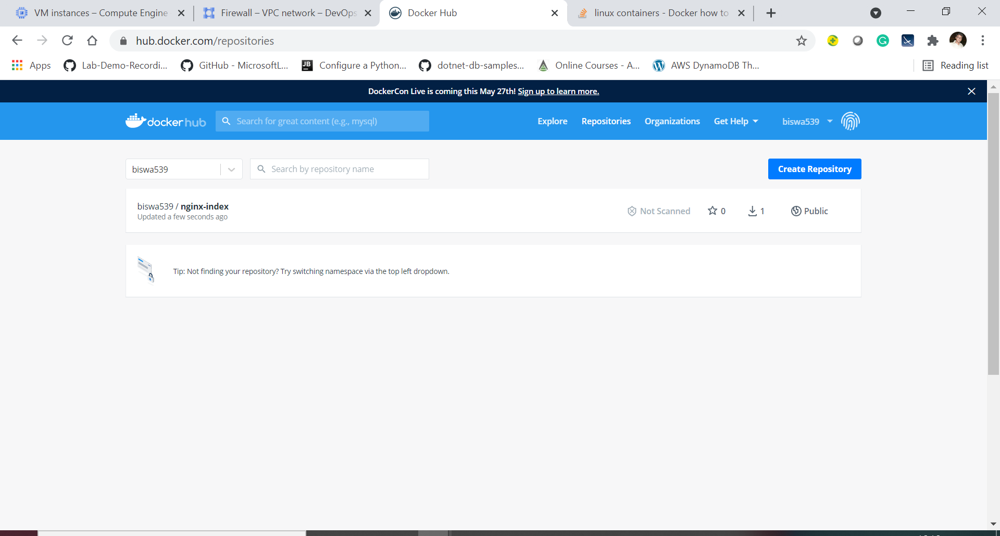 VM instances – Compute Engine
Firewall – VPC network – DevOps
Docker Hub
linux containers - Docker how to
hub.docker.com/repositories
Apps
Lab-Demo-Recordi...
GitHub - MicrosoftL...
JB
Configure a Python...
dotnet-db-samples...
Online Courses - A...
AWS DynamoDB Th...
Reading list
DockerCon Live is coming this May 27th! Sign up to learn more.
docker hub
Search for great content (e.g., mysql)
Explore
Repositories
Organizations
Get Help
biswa539
biswa539
Search by repository name
Create Repository
biswa539 / nginx-index
Updated a few seconds ago
Not Scanned
0
1
Public
Tip: Not finding your repository? Try switching namespace via the top left dropdown.